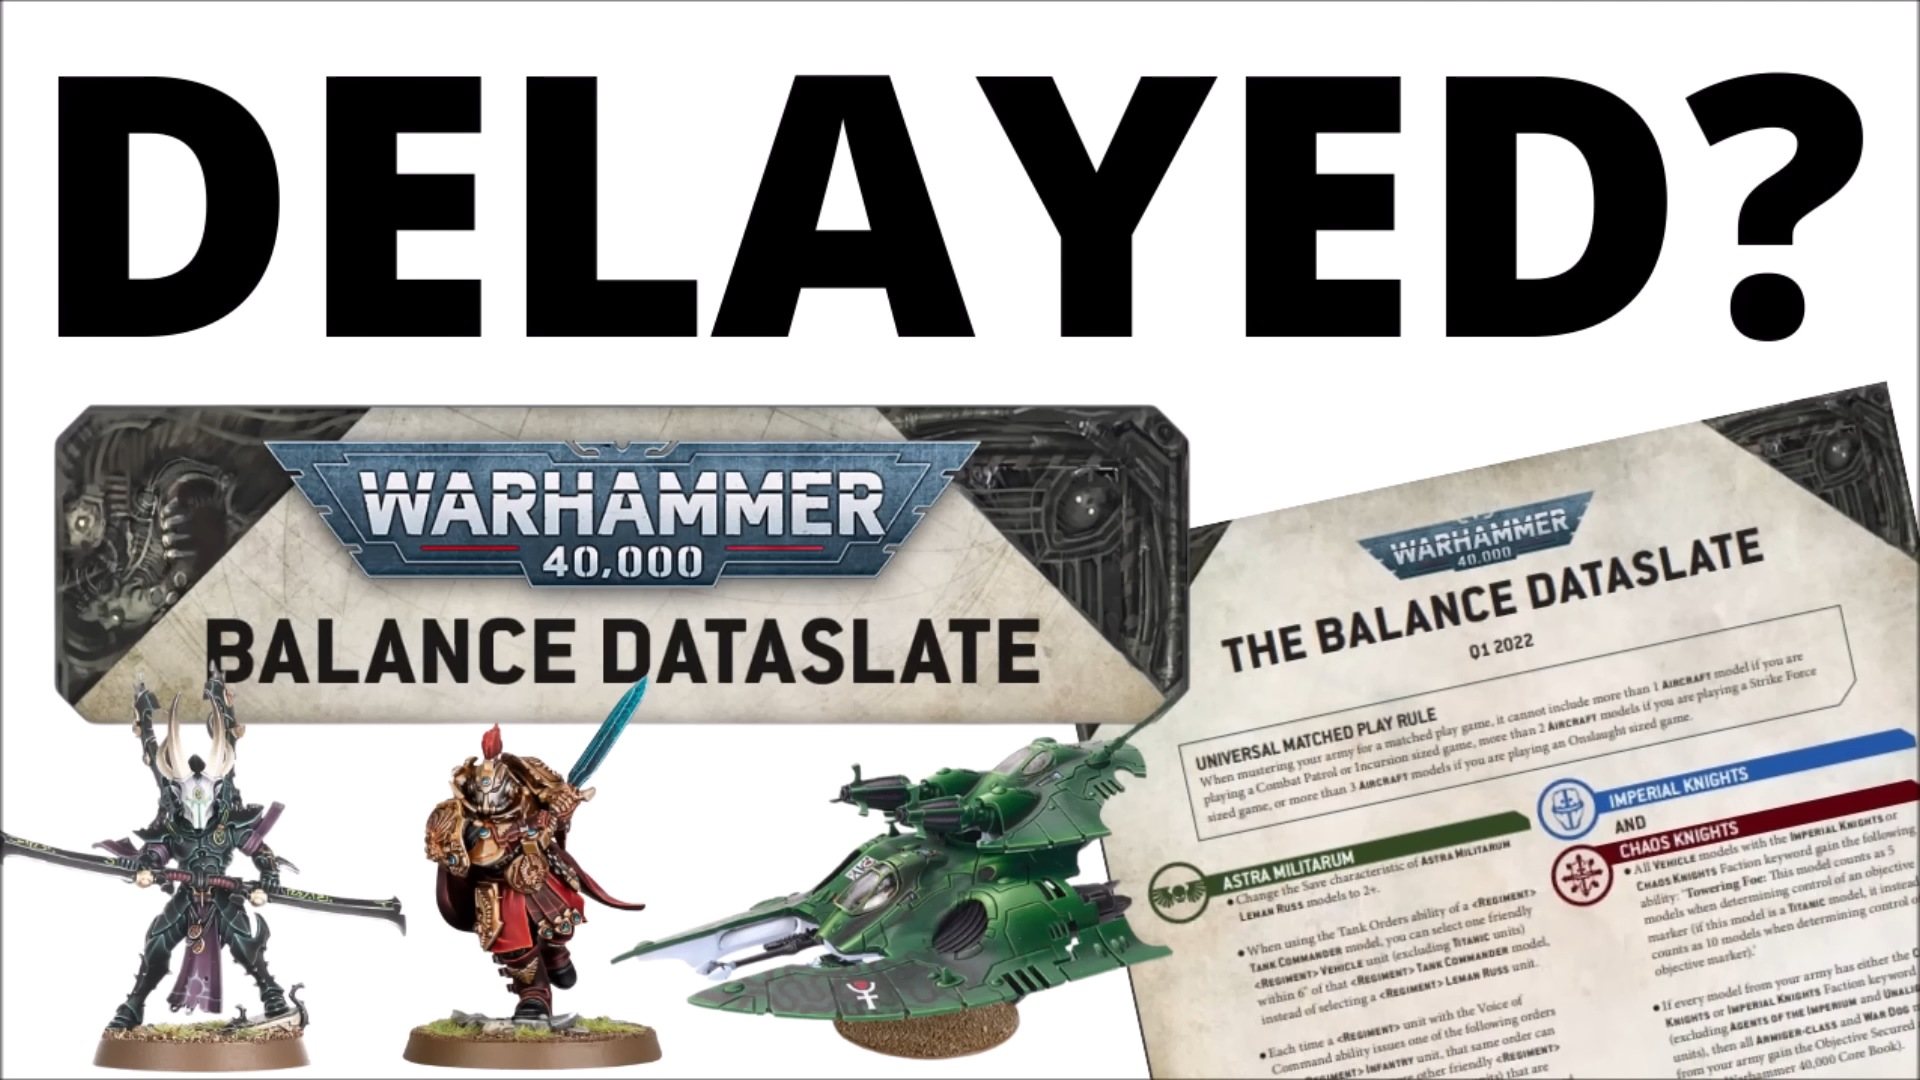 DELAYED?
WARHAMMER
40,000
BALANCE DATASLATE
WARHAMMER
40,000
THE BALANCE DATASLATE
Q1 2022
UNIVERSAL MATCHED PLAY RULE
When mustering your army for a matched play game, it cannot include more than 1 AIRCRAFT model if you are
playing a Combat Patrol or Incursion sized game, more than 2 AIRCRAFT models if you are playing a Strike Force
sized game, or more than 3 AIRCRAFT models if you are playing an Onslaught sized game.
ASTRA MILITARUM
• Change the Save characteristic of ASTRA MILITARUM
LEMAN RUSS models to 2+.
• When using the Tank Orders ability of a <REGIMENT>
TANK COMMANDER model, you can select one friendly
<REGIMENT> VEHICLE unit (excluding TITANIC units)
within 6" of that <REGIMENT> TANK COMMANDER model,
instead of selecting a <REGIMENT> LEMAN RUSS unit.
• Each time a <REGIMENT> unit with the Voice of
Command ability issues one of the following orders
<REGIMENT> INFANTRY unit, that same order can
other friendly <REGIMENT>
that are
IMPERIAL KNIGHTS
AND
CHAOS KNIGHTS
• All VEHICLE models with the IMPERIAL KNIGHTS or
CHAOS KNIGHTS Faction keyword gain the following
ability: 'Towering Foe: This model counts as 5
models when determining control of an objective
marker (if this model is a TITANIC model, it instead
counts as 10 models when determining control of
objective marker).'
• If every model from your army has either the
KNIGHTS or IMPERIAL KNIGHTS Faction keyword
(excluding AGENTS OF THE IMPERIUM and
units), then all ARMIGER-CLASS and WAR DOG
from your army gain the Objective Secured
Warhammer 40,000 Core Book).